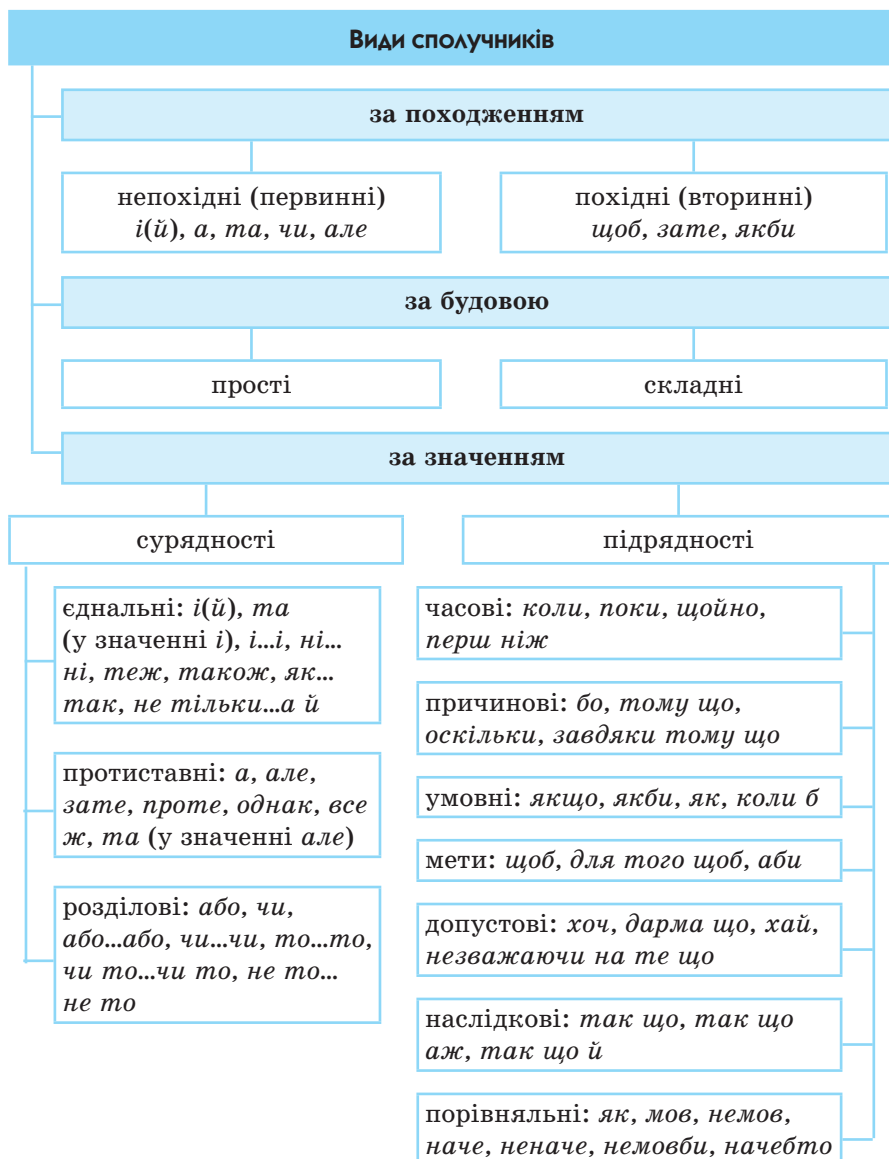 Види сполучників
за походженням
непохідні (первинні)
і(й), а, та, чи, але
похідні (вторинні)
щоб, зате, якби
за будовою
прості
складні
за значенням
сурядності
єднальні: і(й), та
(у значенні і), і...і, ні...
ні, теж, також, як...
так, не тільки...а й
протиставні: а, але,
зате, проте, однак, все
ж, та (у значенні але)
розділові: або, чи,
або...або, чи...чи, то...то,
чи то...чи то, не то...
не то
підрядності
часові: коли, поки, щойно,
перш ніж
причинові: бо, тому що,
оскільки, завдяки тому що
умовні: якщо, якби, як, коли б
мети: щоб, для того щоб, аби
допустові: хоч, дарма що, хай,
незважаючи на те що
наслідкові: так що, так що
аж, так що й
порівняльні: як, мов, немов,
наче, неначе, немовби, начебто